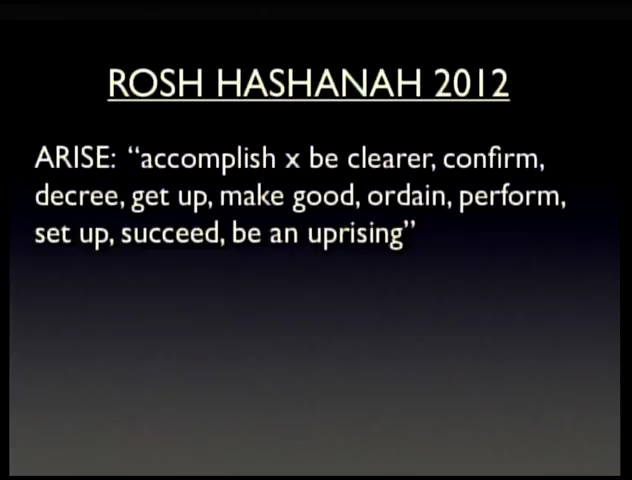 ROSH HASHANAH 2012
ARISE: “accomplish x be clearer, confirm,
decree, get up, make good, ordain, perform,
set up, succeed, be an uprising”